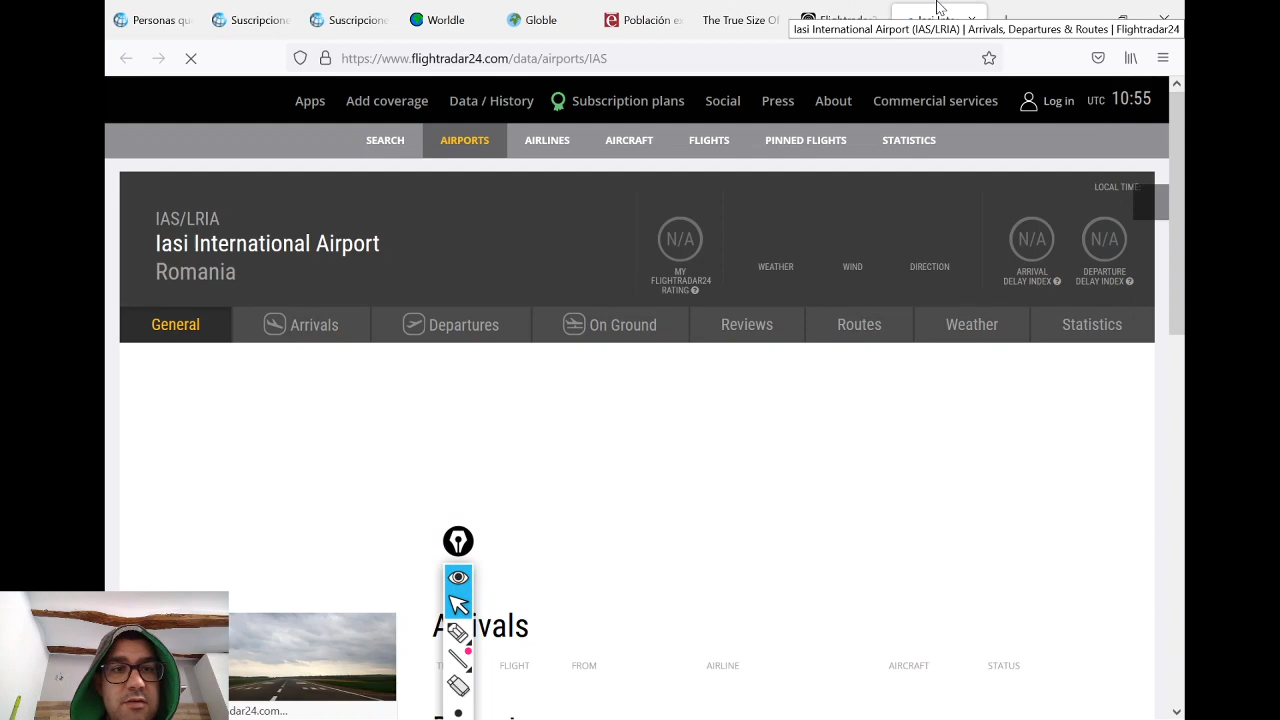 Personas qu
Suscripcione
Suscripcione
Worldle
Globle
Población e
The True Size Of
Iasi International Airport (IAS/LRIA) | Arrivals, Departures & Routes | Flightradar24
https://www.flightradar24.com/data/airports/IAS
Apps
Add coverage
Data / History
Subscription plans
Social
Press
About
Commercial services
Log in
UTC 10:55
SEARCH
AIRPORTS
AIRLINES
AIRCRAFT
FLIGHTS
PINNED FLIGHTS
STATISTICS
LOCAL TIME
IAS/LRIA
Iasi International Airport
Romania
N/A
MY
FLIGHTRADAR24
RATING
WEATHER
WIND
DIRECTION
N/A
ARRIVAL
DELAY INDEX
N/A
DEPARTURE
DELAY INDEX
General
Arrivals
Departures
On Ground
Reviews
Routes
Weather
Statistics
Arrivals
FLIGHT
FROM
AIRLINE
AIRCRAFT
STATUS
dar24.com...